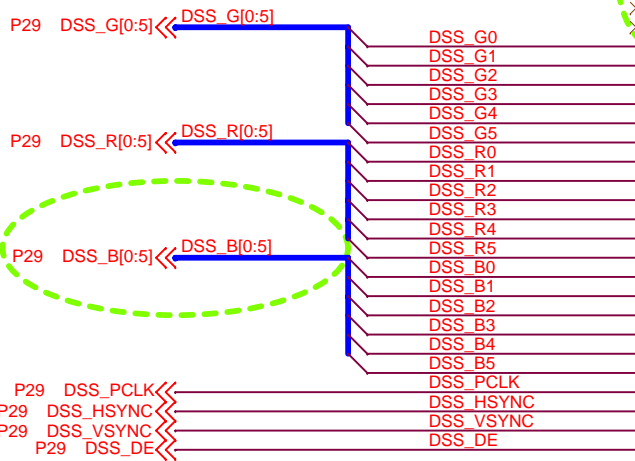 P29 DSS_G[0:5] DSS_G[0:5]
DSS_G0
DSS_G1
DSS_G2
DSS_G3
DSS_G4
DSS_G5
P29 DSS_R[0:5] DSS_R[0:5]
DSS_R0
DSS_R1
DSS_R2
DSS_R3
DSS_R4
DSS_R5
P29 DSS_B[0:5] DSS_B[0:5]
DSS_B0
DSS_B1
DSS_B2
DSS_B3
DSS_B4
DSS_B5
P29 DSS_PCLK DSS_PCLK
P29 DSS_HSYNC DSS_HSYNC
P29 DSS_VSYNC DSS_VSYNC
P29 DSS_DE DSS_DE